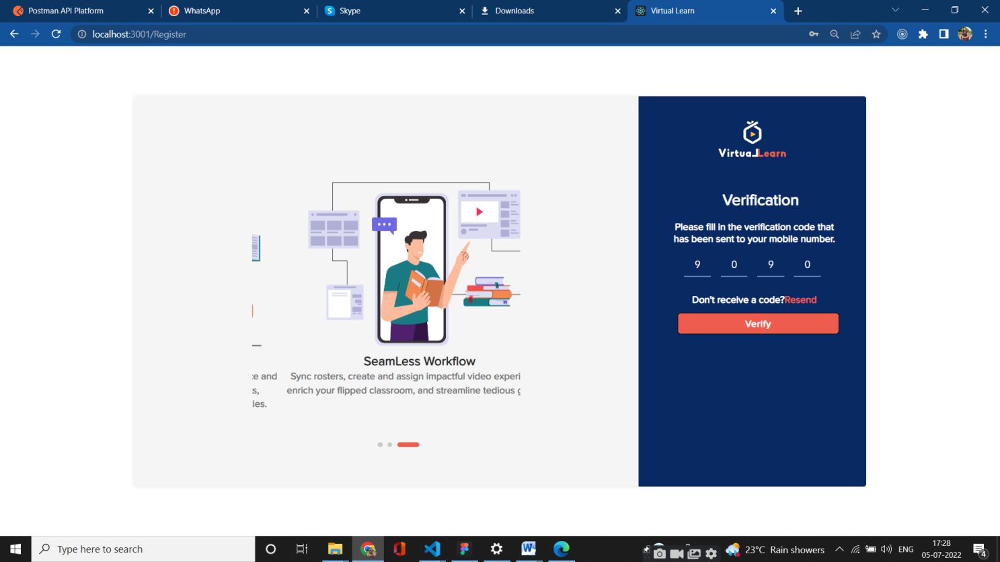 Postman API Platform
WhatsApp
Skype
Downloads
Virtual Learn
localhost:3001/Register
VirtuaLLearn
Verification
Please fill in the verification code that
has been sent to your mobile number.
9 0 9 0
Don't receive a code?Resend
Verify
SeamLess Workflow
e and
Sync rosters, create and assign impactful video experi
s,
enrich your flipped classroom, and streamline tedious g
ies.
Type here to search
23°C Rain showers
ENG
17:28
05-07-2022
4